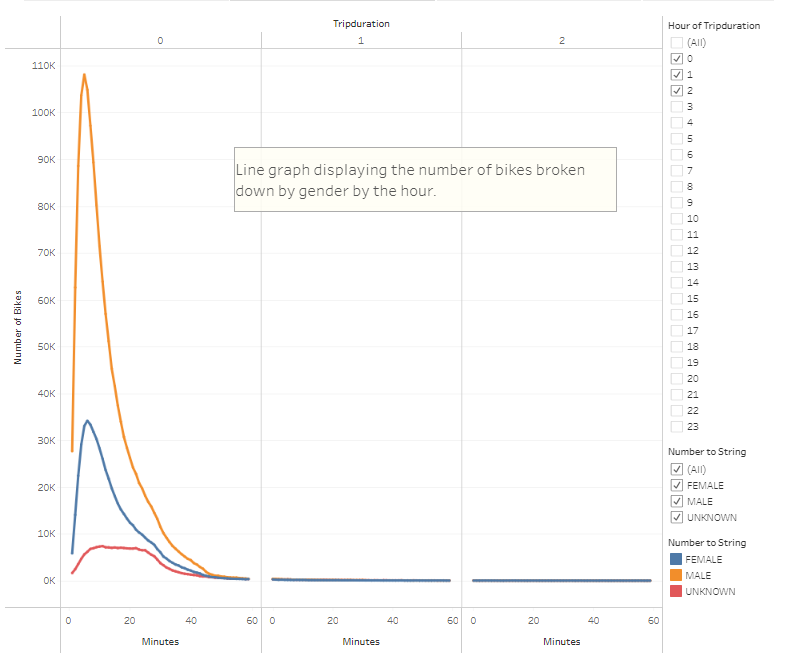 Tripduration
0 1 2
110K
100K
90K
80K
70K
60K
50K
40K
30K
20K
10K
0K
Number of Bikes
Line graph displaying the number of bikes broken
down by gender by the hour.
0 20 40 60 0 20 40 60 0 20 40 60
Minutes Minutes Minutes
Hour of Tripduration
(All)
0
1
2
3
4
5
6
7
8
9
10
11
12
13
14
15
16
17
18
19
20
21
22
23
Number to String
(All)
FEMALE
MALE
UNKNOWN
Number to String
FEMALE
MALE
UNKNOWN